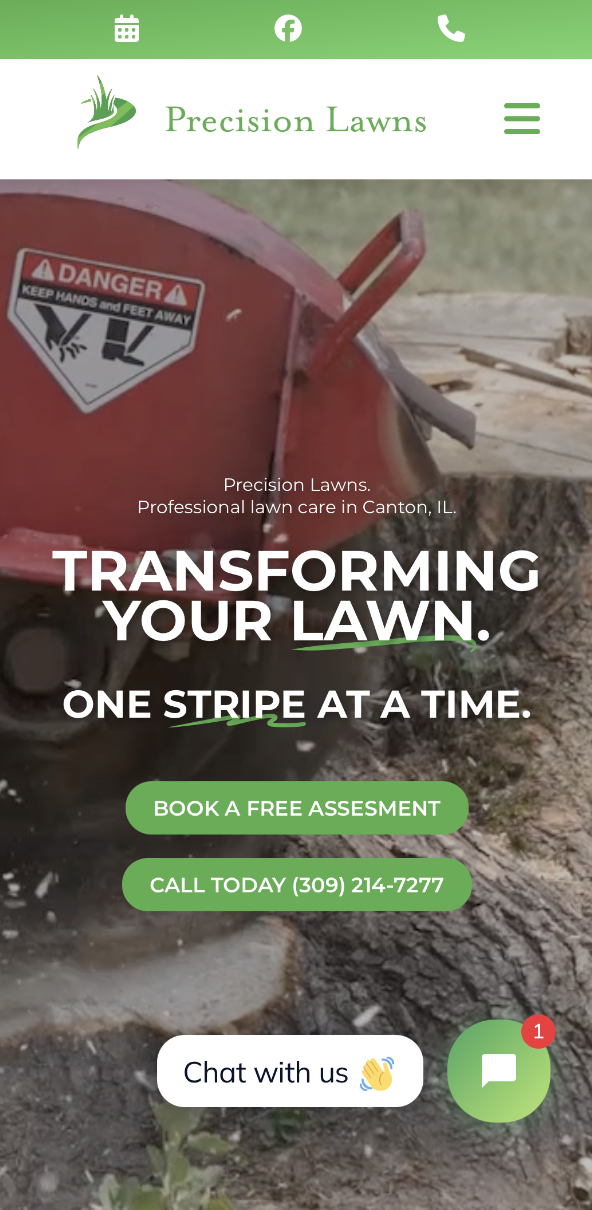 Precision Lawns
DANGER
KEEP HANDS and FEET AWAY
Precision Lawns.
Professional lawn care in Canton, IL.
TRANSFORMING
YOUR LAWN.
ONE STRIPE AT A TIME.
BOOK A FREE ASSESMENT
CALL TODAY (309) 214-7277
1
Chat with us 👋